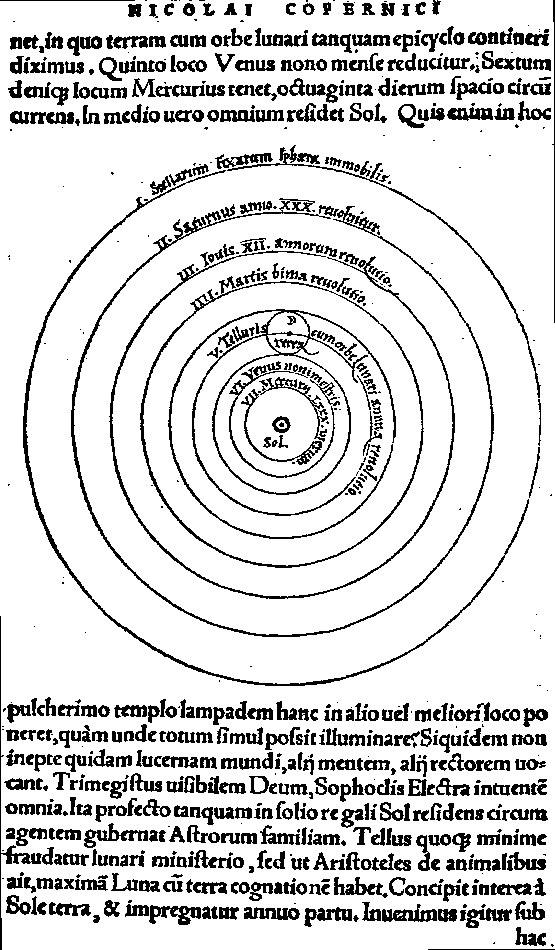 NICOLAI COPERNICI
net, in quo terram cum orbe lunari tanquam epicyclo contineri
diximus. Quinto loco Venus nono mense reducitur. Sextum
deniqꝫ locum Mercurius tenet, octuaginta dierum spacio circū
currens. In medio uero omnium residet Sol. Quis enim in hoc
I. Stellarum fixarum sphæra immobilis.
II. Saturnus anno. XXX. reuoluitur.
III. Iouis. XII. annorum reuolutio.
IIII. Martis bima reuolutio.
V. Telluris cum orbe lunari annua reuolutio.
terra
VI. Venus nonimestris.
VII. Mercurij. LXXX. dierum.
Sol.
pulcherimo templo lampadem hanc in alio uel meliori loco po
neret, quàm unde totum simul possit illuminare? Siquidem non
inepte quidam lucernam mundi, alij mentem, alij rectorem uo-
cant. Trimegistus uisibilem Deum, Sophoclis Electra intuentē
omnia. Ita profecto tanquam in solio re gali Sol residens circum
agentem gubernat Astrorum familiam. Tellus quoqꝫ minime
fraudatur lunari ministerio, sed ut Aristoteles de animalibus
ait, maximā Luna cū terra cognationē habet. Concipit interea à
Sole terra, & impregnatur annuo partu. Inuenimus igitur sub
hac